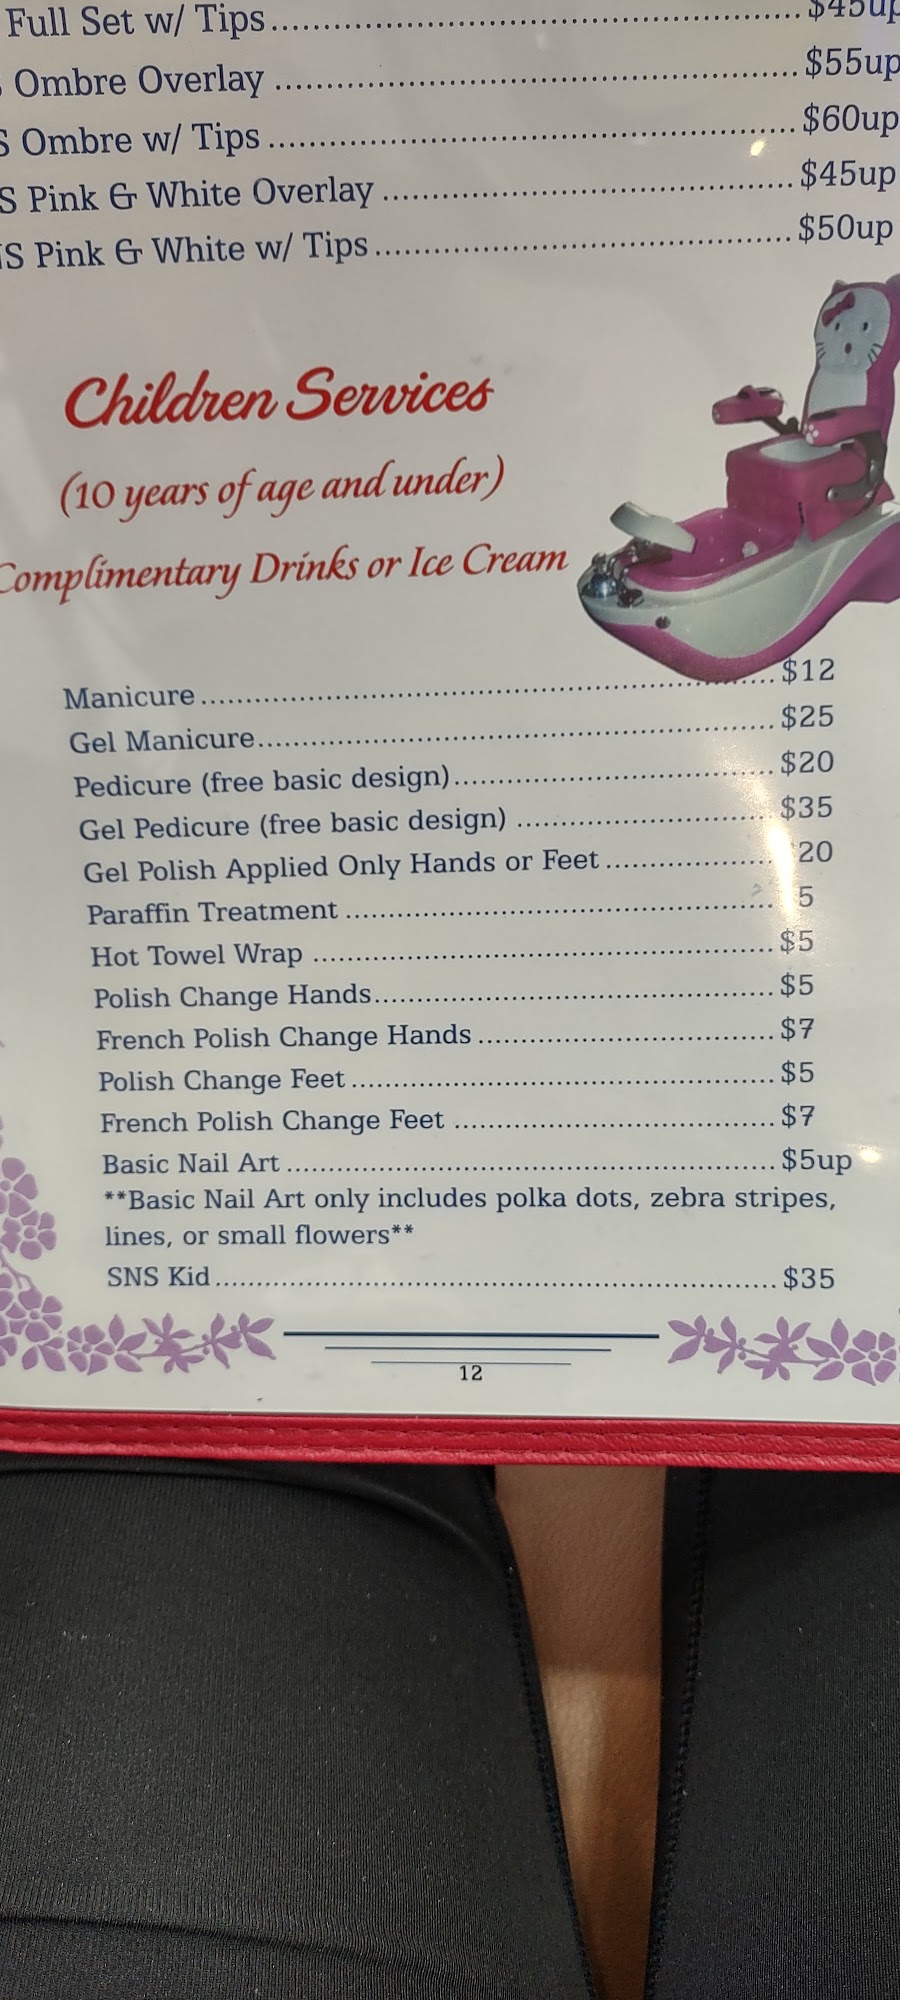 Full Set w/ Tips $45up
Ombre Overlay $55up
S Ombre w/ Tips $60up
S Pink & White Overlay $45up
S Pink & White w/ Tips $50up
Children Services
(10 years of age and under)
Complimentary Drinks or Ice Cream
Manicure $12
Gel Manicure $25
Pedicure (free basic design) $20
Gel Pedicure (free basic design) $35
Gel Polish Applied Only Hands or Feet 20
Paraffin Treatment 5
Hot Towel Wrap $5
Polish Change Hands $5
French Polish Change Hands $7
Polish Change Feet $5
French Polish Change Feet $7
Basic Nail Art $5up
**Basic Nail Art only includes polka dots, zebra stripes,
lines, or small flowers**
SNS Kid $35
12